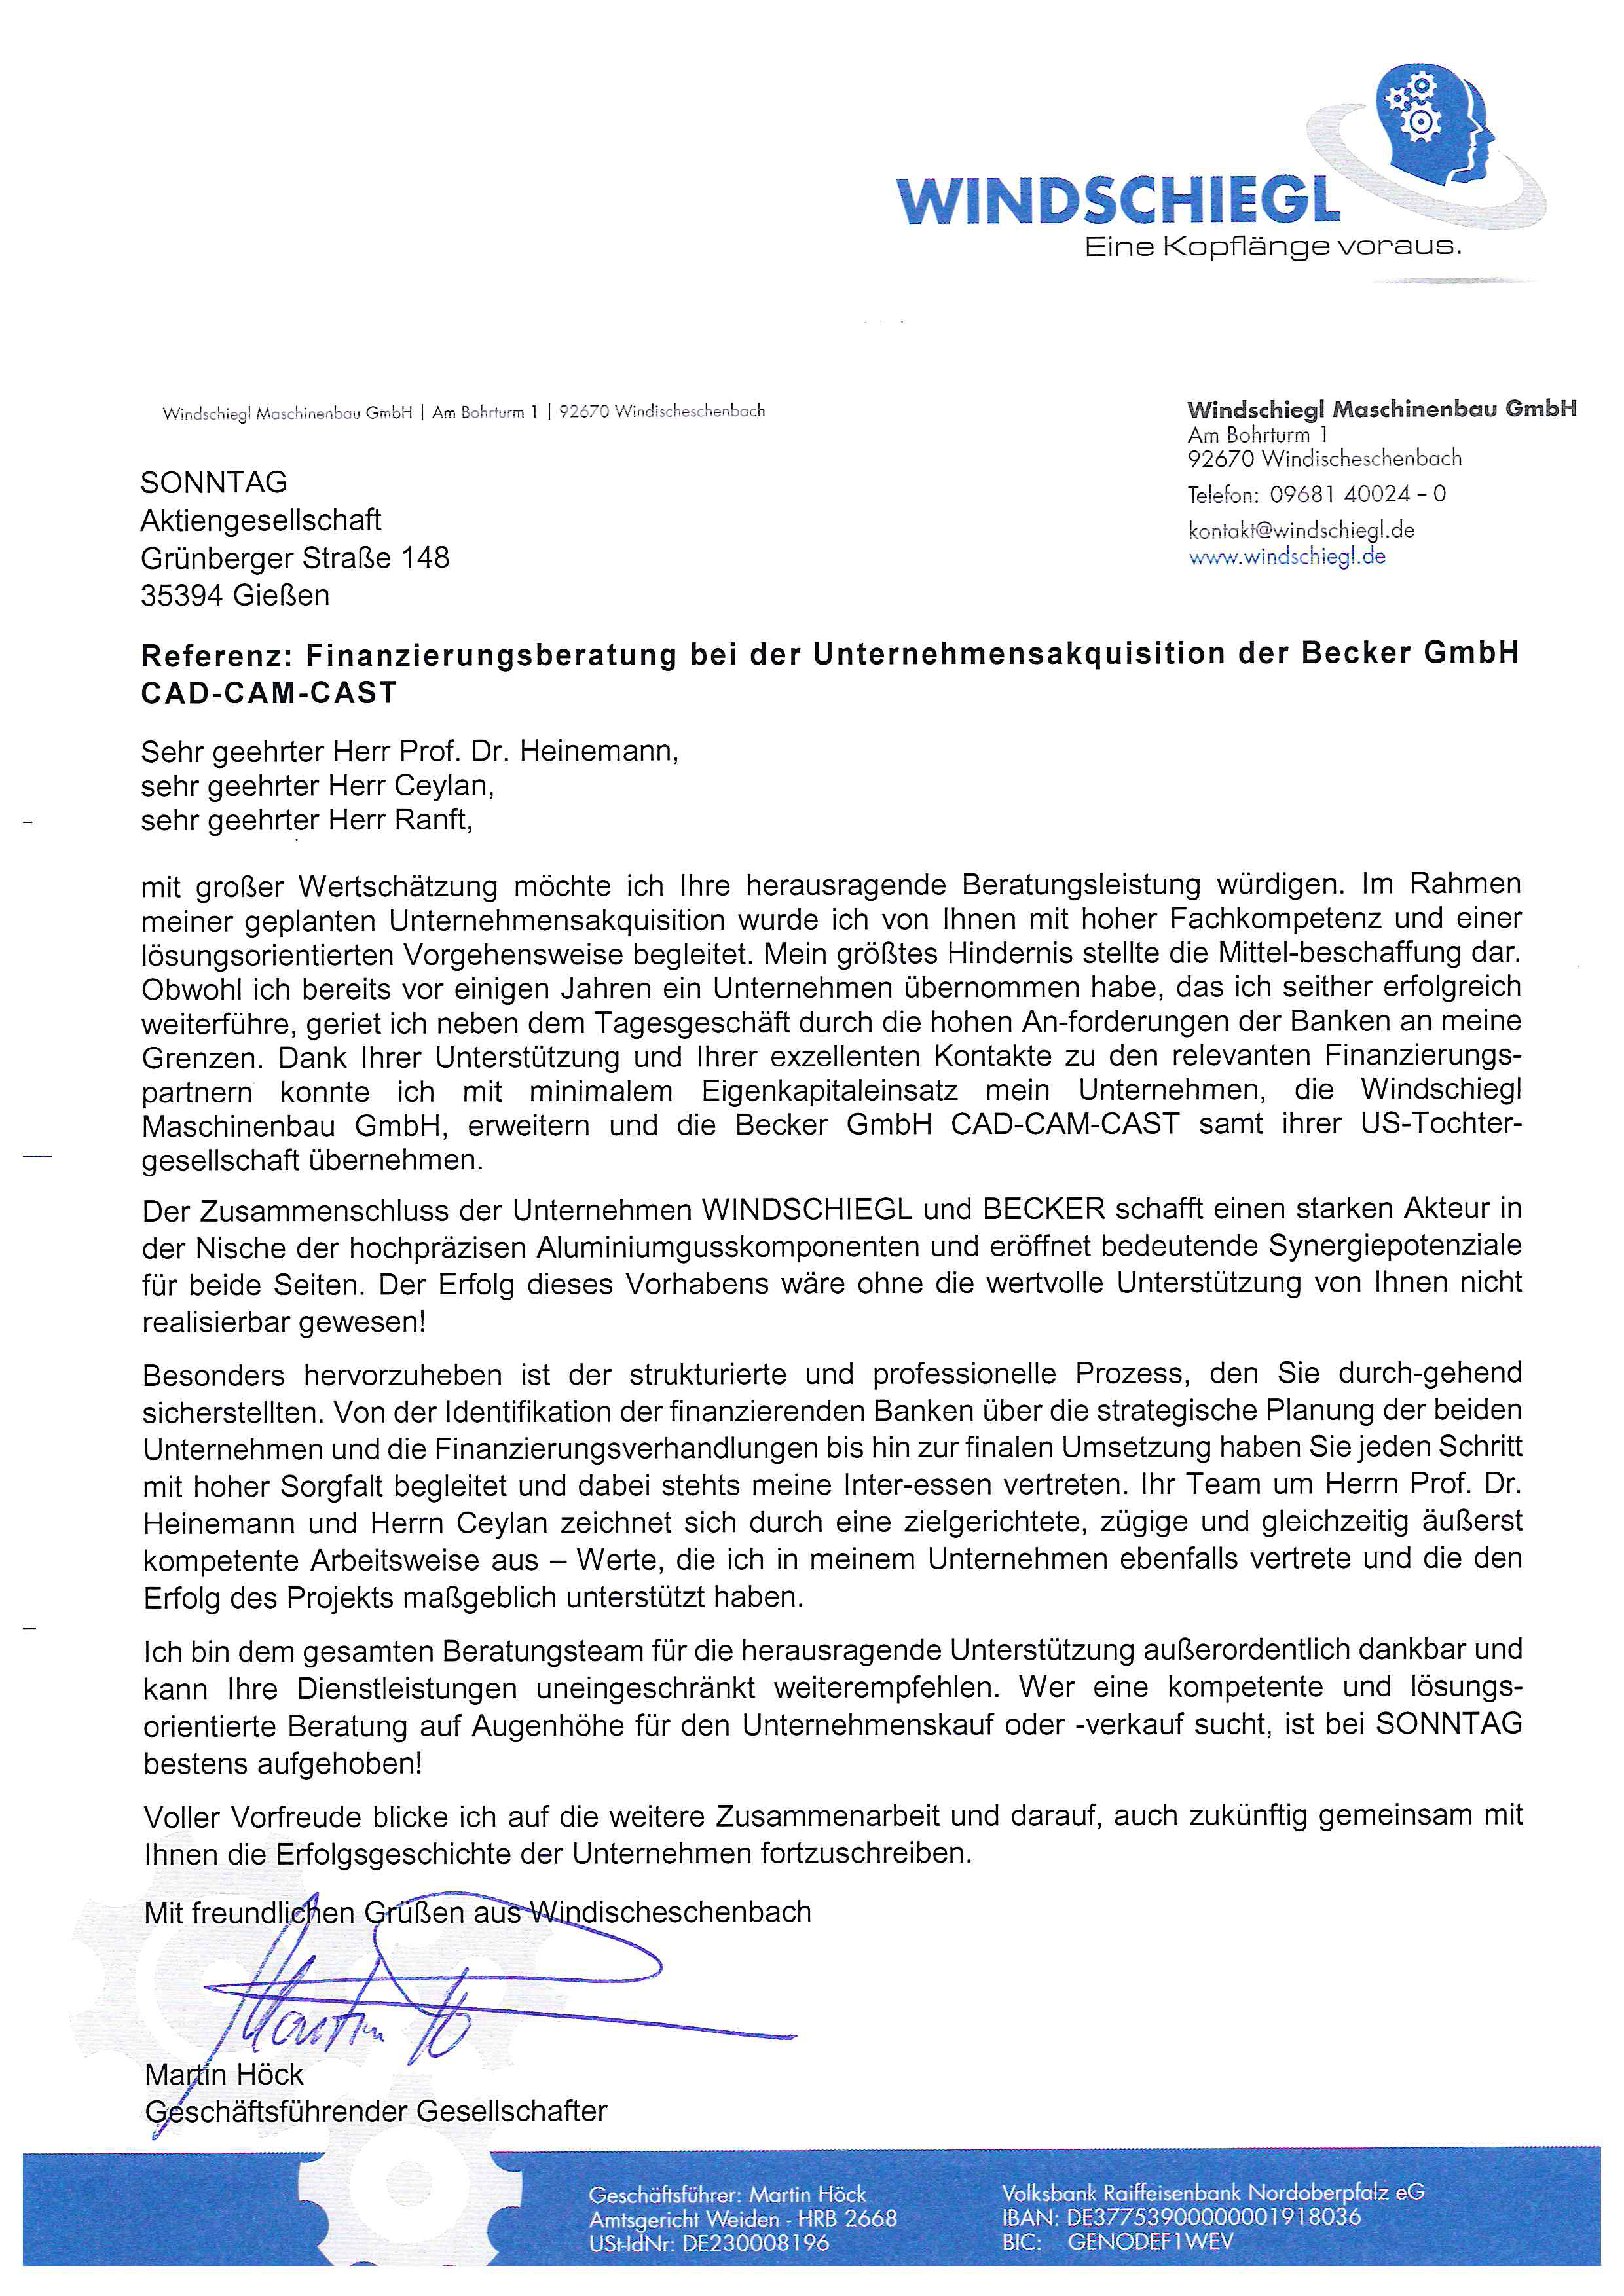 WINDSCHIEGL
Eine Kopflänge voraus.
Windschiegl Maschinenbau GmbH | Am Bohrturm 1 | 92670 Windischeschenbach
Windschiegl Maschinenbau GmbH
Am Bohrturm 1
92670 Windischeschenbach
Telefon: 09681 40024 – 0
kontakt@windschiegl.de
www.windschiegl.de
SONNTAG
Aktiengesellschaft
Grünberger Straße 148
35394 Gießen
Referenz: Finanzierungsberatung bei der Unternehmensakquisition der Becker GmbH
CAD-CAM-CAST
Sehr geehrter Herr Prof. Dr. Heinemann,
sehr geehrter Herr Ceylan,
sehr geehrter Herr Ranft,
mit großer Wertschätzung möchte ich Ihre herausragende Beratungsleistung würdigen. Im Rahmen
meiner geplanten Unternehmensakquisition wurde ich von Ihnen mit hoher Fachkompetenz und einer
lösungsorientierten Vorgehensweise begleitet. Mein größtes Hindernis stellte die Mittel-beschaffung dar.
Obwohl ich bereits vor einigen Jahren ein Unternehmen übernommen habe, das ich seither erfolgreich
weiterführe, geriet ich neben dem Tagesgeschäft durch die hohen An-forderungen der Banken an meine
Grenzen. Dank Ihrer Unterstützung und Ihrer exzellenten Kontakte zu den relevanten Finanzierungs-
partnern konnte ich mit minimalem Eigenkapitaleinsatz mein Unternehmen, die Windschiegl
Maschinenbau GmbH, erweitern und die Becker GmbH CAD-CAM-CAST samt ihrer US-Tochter-
gesellschaft übernehmen.
Der Zusammenschluss der Unternehmen WINDSCHIEGL und BECKER schafft einen starken Akteur in
der Nische der hochpräzisen Aluminiumgusskomponenten und eröffnet bedeutende Synergiepotenziale
für beide Seiten. Der Erfolg dieses Vorhabens wäre ohne die wertvolle Unterstützung von Ihnen nicht
realisierbar gewesen!
Besonders hervorzuheben ist der strukturierte und professionelle Prozess, den Sie durch-gehend
sicherstellten. Von der Identifikation der finanzierenden Banken über die strategische Planung der beiden
Unternehmen und die Finanzierungsverhandlungen bis hin zur finalen Umsetzung haben Sie jeden Schritt
mit hoher Sorgfalt begleitet und dabei stehts meine Inter-essen vertreten. Ihr Team um Herrn Prof. Dr.
Heinemann und Herrn Ceylan zeichnet sich durch eine zielgerichtete, zügige und gleichzeitig äußerst
kompetente Arbeitsweise aus – Werte, die ich in meinem Unternehmen ebenfalls vertrete und die den
Erfolg des Projekts maßgeblich unterstützt haben.
Ich bin dem gesamten Beratungsteam für die herausragende Unterstützung außerordentlich dankbar und
kann Ihre Dienstleistungen uneingeschränkt weiterempfehlen. Wer eine kompetente und lösungs-
orientierte Beratung auf Augenhöhe für den Unternehmenskauf oder -verkauf sucht, ist bei SONNTAG
bestens aufgehoben!
Voller Vorfreude blicke ich auf die weitere Zusammenarbeit und darauf, auch zukünftig gemeinsam mit
Ihnen die Erfolgsgeschichte der Unternehmen fortzuschreiben.
Mit freundlichen Grüßen aus Windischeschenbach
Martin Hö
Martin Höck
Geschäftsführender Gesellschafter
Geschäftsführer: Martin Höck
Amtsgericht Weiden - HRB 2668
USt-IdNr: DE230008196
Volksbank Raiffeisenbank Nordoberpfalz eG
IBAN: DE37753900000001918036
BIC: GENODEF1WEV